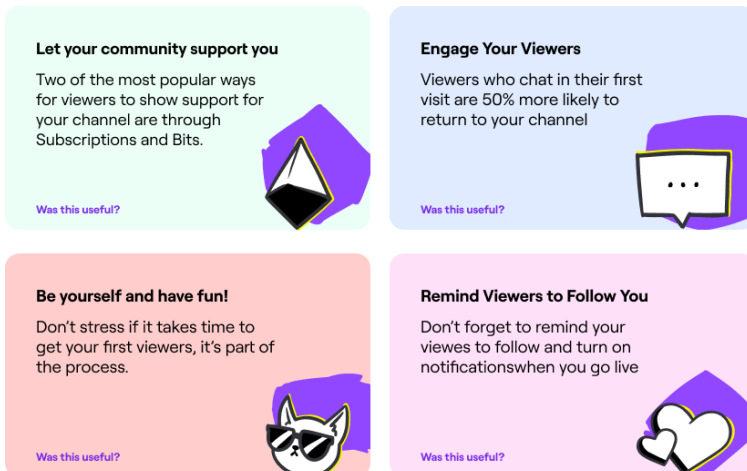 Let your community support you
Two of the most popular ways
for viewers to show support for
your channel are through
Subscriptions and Bits.
Was this useful?
Engage Your Viewers
Viewers who chat in their first
visit are 50% more likely to
return to your channel
Was this useful?
Be yourself and have fun!
Don’t stress if it takes time to
get your first viewers, it’s part of
the process.
Was this useful?
Remind Viewers to Follow You
Don’t forget to remind your
viewes to follow and turn on
notificationswhen you go live
Was this useful?